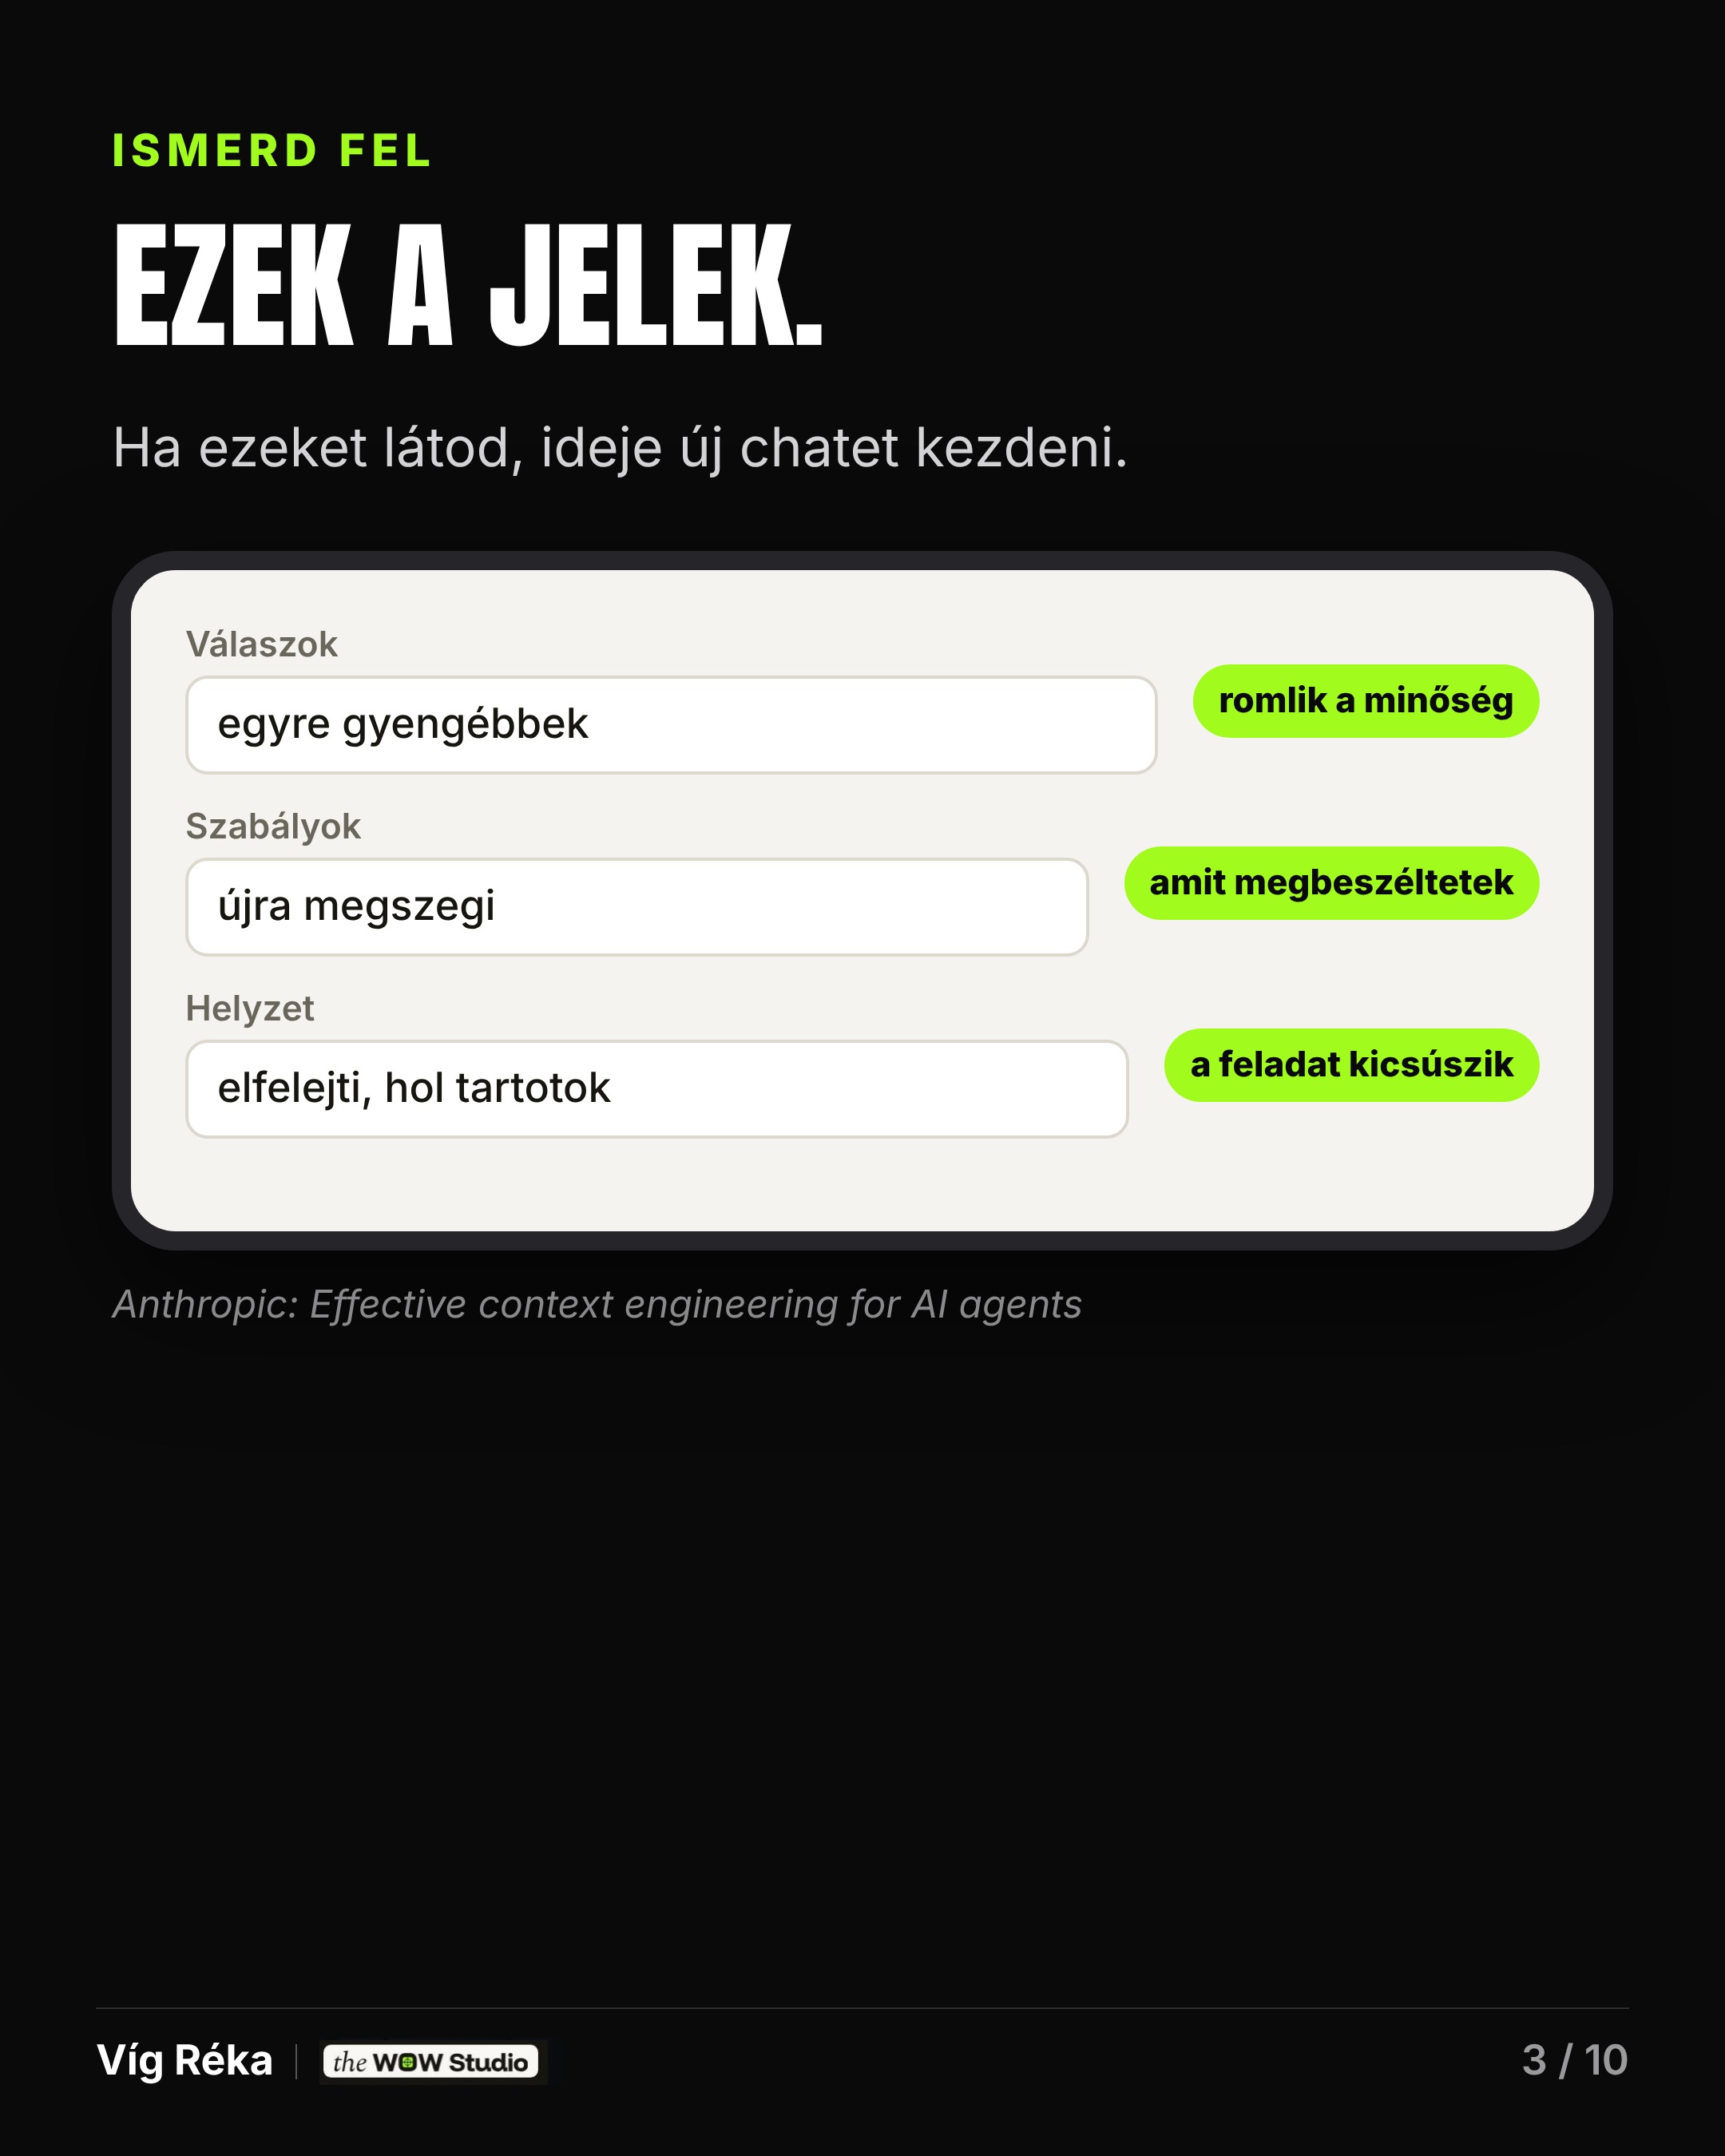 ISMERD FEL
EZEK A JELEK.
Ha ezeket látod, ideje új chatet kezdeni.
Válaszok
egyre gyengébbek
romlik a minőség
Szabályok
újra megszegi
amit megbeszéltetek
Helyzet
elfelejti, hol tartotok
a feladat kicsúszik
Anthropic: Effective context engineering for AI agents
Víg Réka
the WOW Studio
3 / 10